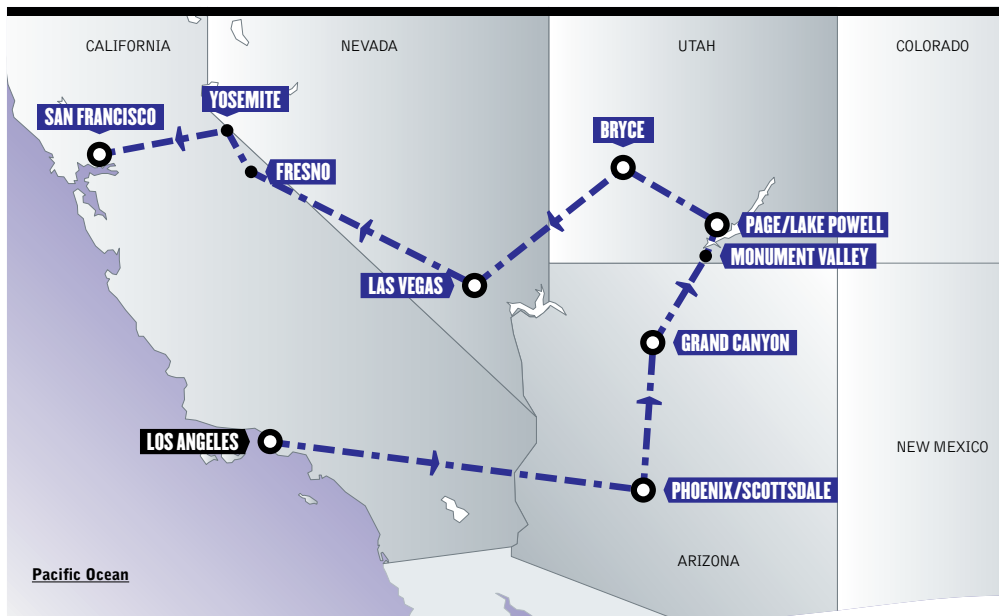 CALIFORNIA
NEVADA
UTAH
COLORADO
YOSEMITE
SAN FRANCISCO
BRYCE
FRESNO
PAGE/LAKE POWELL
MONUMENT VALLEY
LAS VEGAS
GRAND CANYON
LOS ANGELES
NEW MEXICO
PHOENIX/SCOTTSDALE
ARIZONA
Pacific Ocean